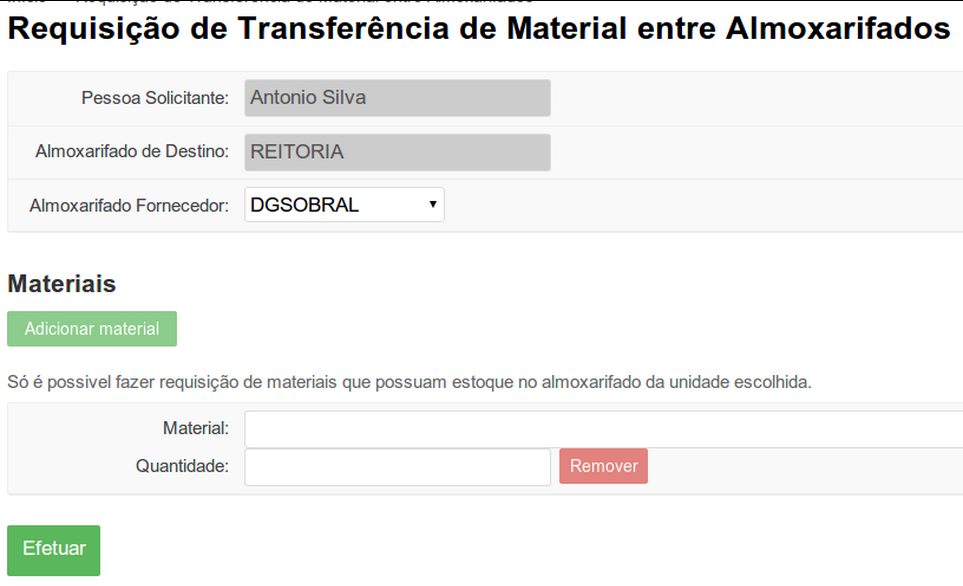 Requisição de Transferência de Material entre Almoxarifados
Pessoa Solicitante: Antonio Silva
Almoxarifado de Destino: REITORIA
Almoxarifado Fornecedor: DGSOBRAL
Materiais
Adicionar material
Só é possivel fazer requisição de materiais que possuam estoque no almoxarifado da unidade escolhida.
Material:
Quantidade: Remover
Efetuar